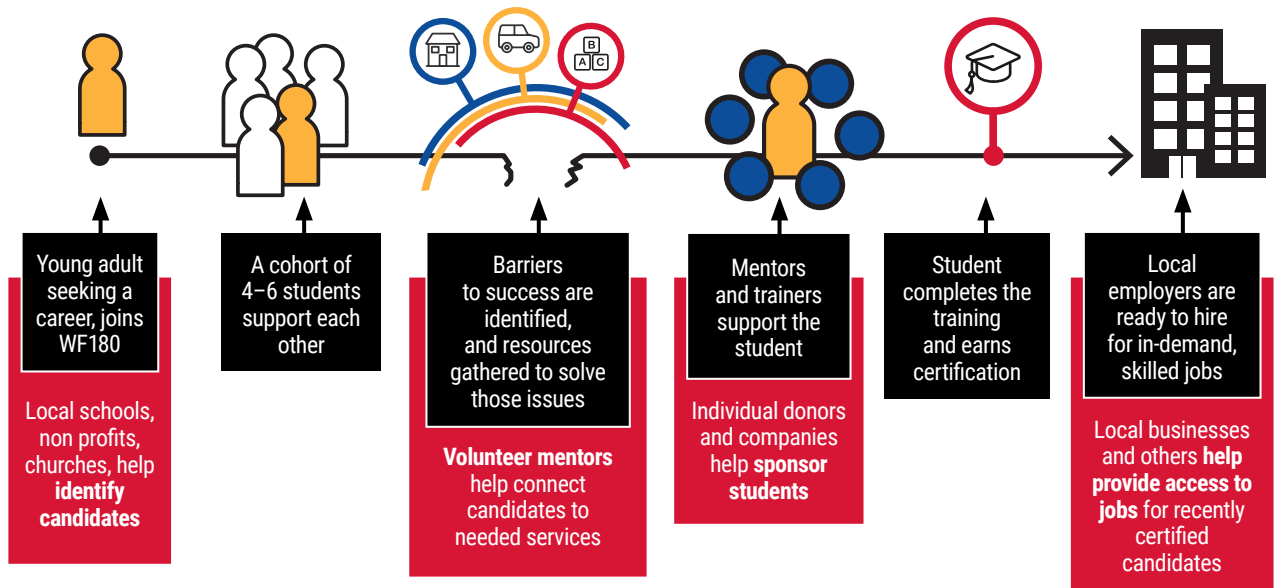 B
A C
Young adult
seeking a
career, joins
WF180
Local schools,
non profits,
churches, help
identify
candidates
A cohort of
4–6 students
support each
other
Barriers
to success are
identified,
and resources
gathered to solve
those issues
Volunteer mentors
help connect
candidates to
needed services
Mentors
and trainers
support the
student
Individual donors
and companies
help sponsor
students
Student
completes the
training
and earns
certification
Local
employers are
ready to hire
for in-demand,
skilled jobs
Local businesses
and others help
provide access to
jobs for recently
certified
candidates